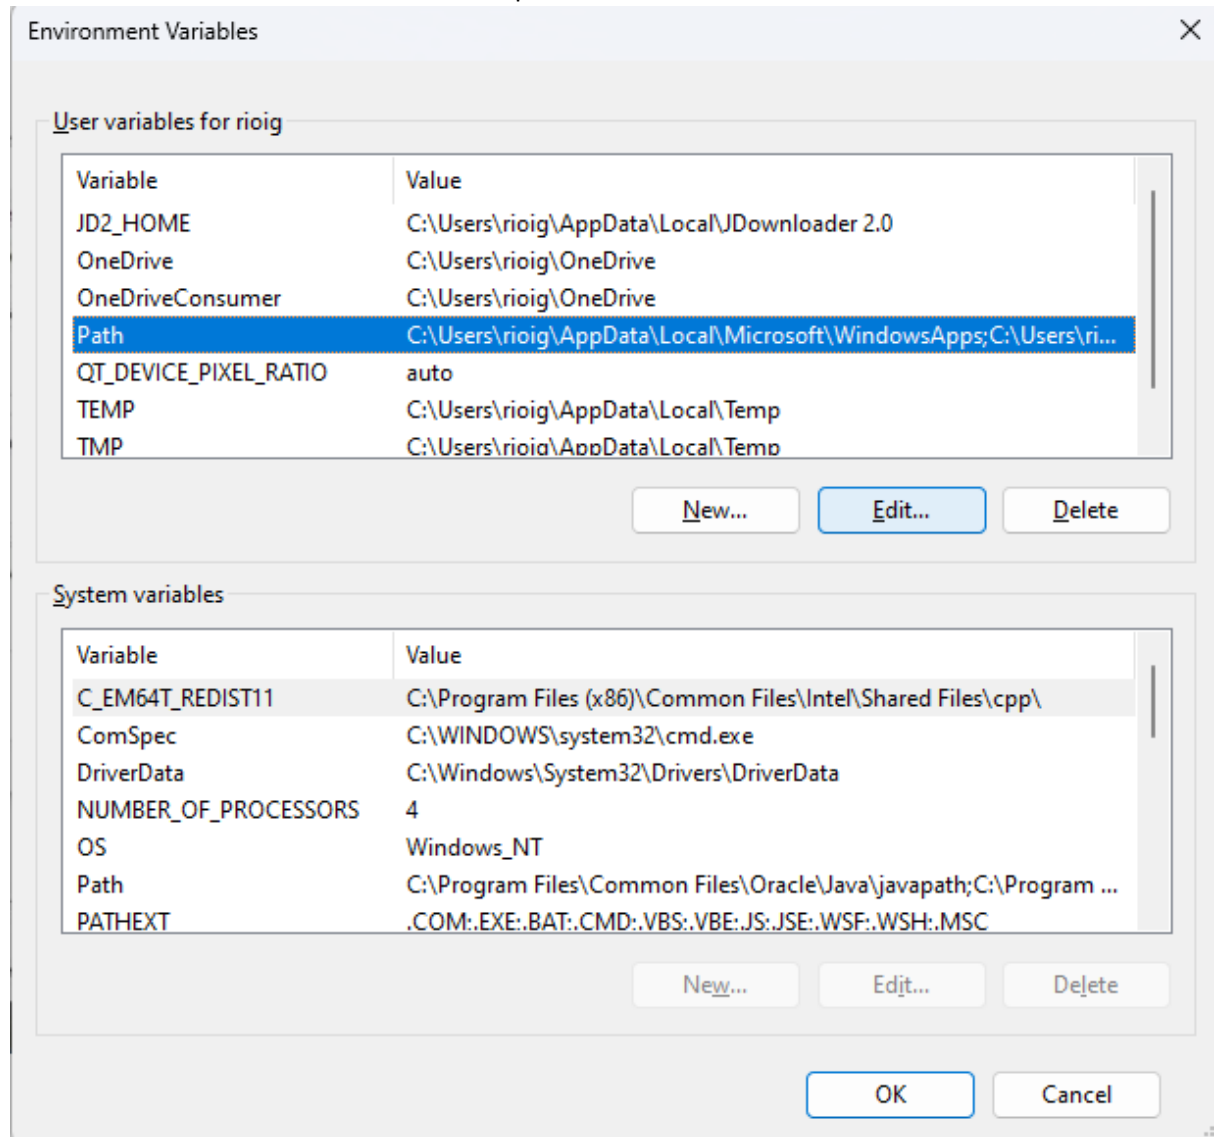 Environment Variables
User variables for rioig
Variable Value
JD2_HOME C:\Users\rioig\AppData\Local\JDownloader 2.0
OneDrive C:\Users\rioig\OneDrive
OneDriveConsumer C:\Users\rioig\OneDrive
Path C:\Users\rioig\AppData\Local\Microsoft\WindowsApps;C:\Users\ri...
QT_DEVICE_PIXEL_RATIO auto
TEMP C:\Users\rioig\AppData\Local\Temp
TMP C:\Users\rioig\AppData\Local\Temp
New... Edit... Delete
System variables
Variable Value
C_EM64T_REDIST11 C:\Program Files (x86)\Common Files\Intel\Shared Files\cpp\
ComSpec C:\WINDOWS\system32\cmd.exe
DriverData C:\Windows\System32\Drivers\DriverData
NUMBER_OF_PROCESSORS 4
OS Windows_NT
Path C:\Program Files\Common Files\Oracle\Java\javapath;C:\Program ...
PATHEXT .COM;.EXE;.BAT;.CMD;.VBS;.VBE;.JS;.JSE;.WSF;.WSH;.MSC
New... Edit... Delete
OK Cancel